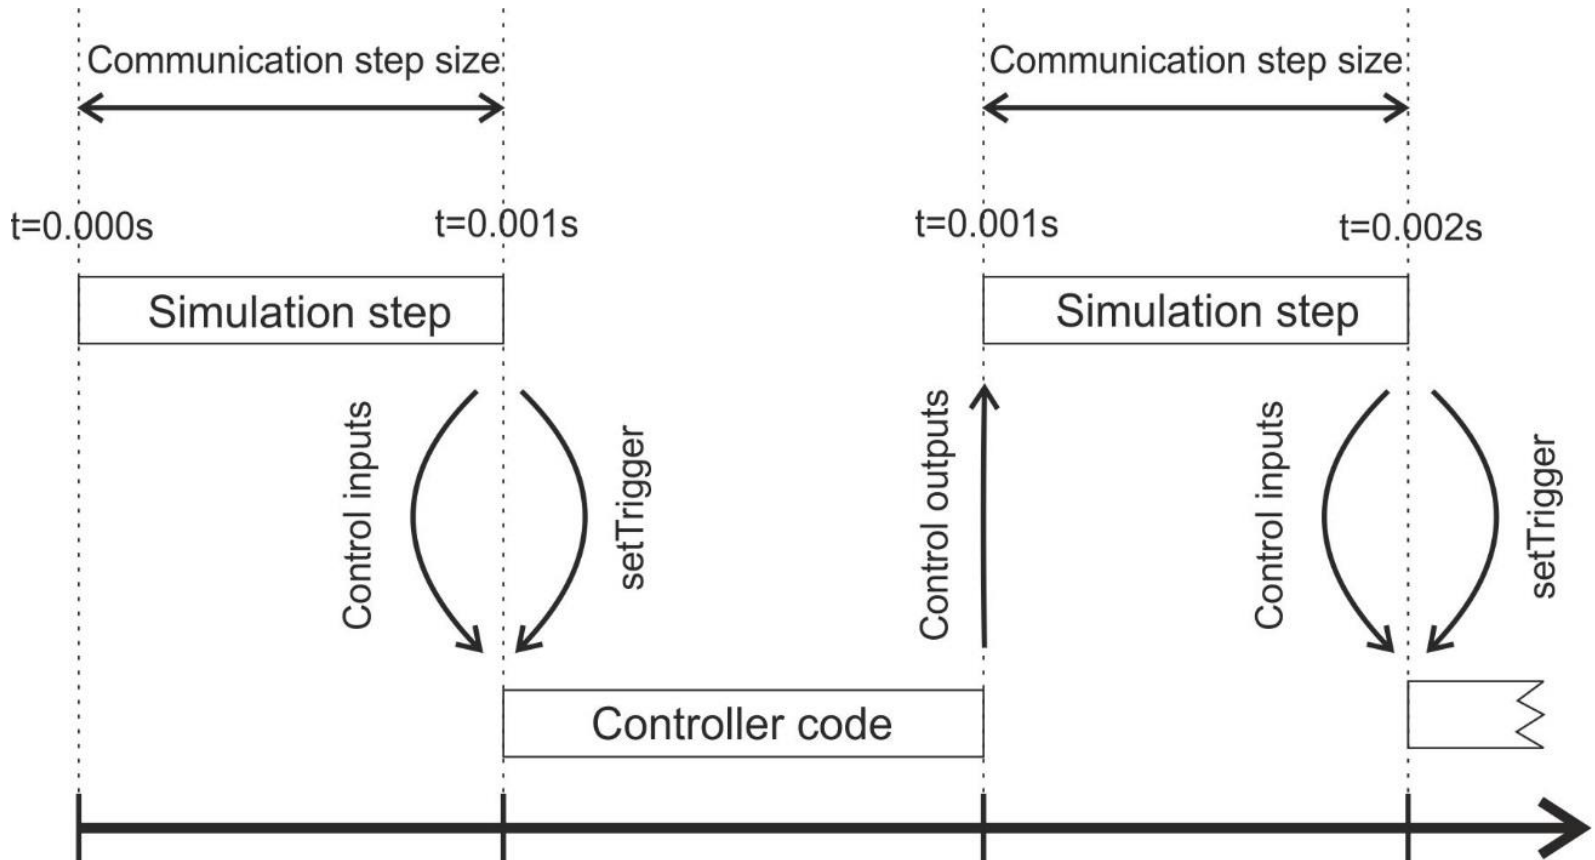 Communication step size
Communication step size
t=0.000s
t=0.001s
t=0.001s
t=0.002s
Simulation step
Simulation step
Control inputs
setTrigger
Control outputs
Control inputs
setTrigger
Controller code